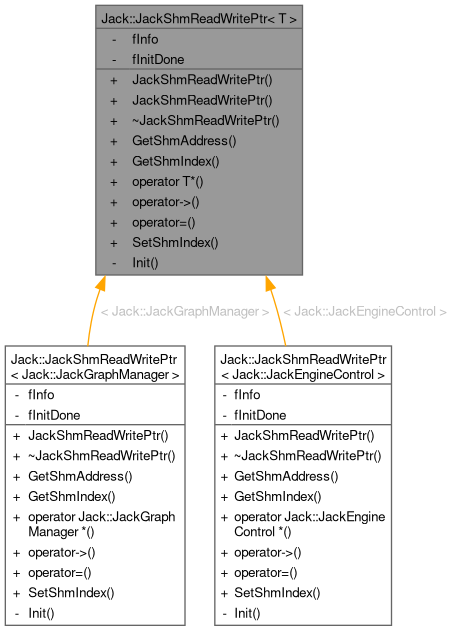 Jack::JackShmReadWritePtr< T >
- fInfo
- fInitDone
+ JackShmReadWritePtr()
+ JackShmReadWritePtr()
+ ~JackShmReadWritePtr()
+ GetShmAddress()
+ GetShmIndex()
+ operator T*()
+ operator->()
+ operator=()
+ SetShmIndex()
- Init()
< Jack::JackGraphManager >
< Jack::JackEngineControl >
Jack::JackShmReadWritePtr
< Jack::JackGraphManager >
- fInfo
- fInitDone
+ JackShmReadWritePtr()
+ ~JackShmReadWritePtr()
+ GetShmAddress()
+ GetShmIndex()
+ operator Jack::JackGraph
Manager *()
+ operator->()
+ operator=()
+ SetShmIndex()
- Init()
Jack::JackShmReadWritePtr
< Jack::JackEngineControl >
- fInfo
- fInitDone
+ JackShmReadWritePtr()
+ ~JackShmReadWritePtr()
+ GetShmAddress()
+ GetShmIndex()
+ operator Jack::JackEngine
Control *()
+ operator->()
+ operator=()
+ SetShmIndex()
- Init()